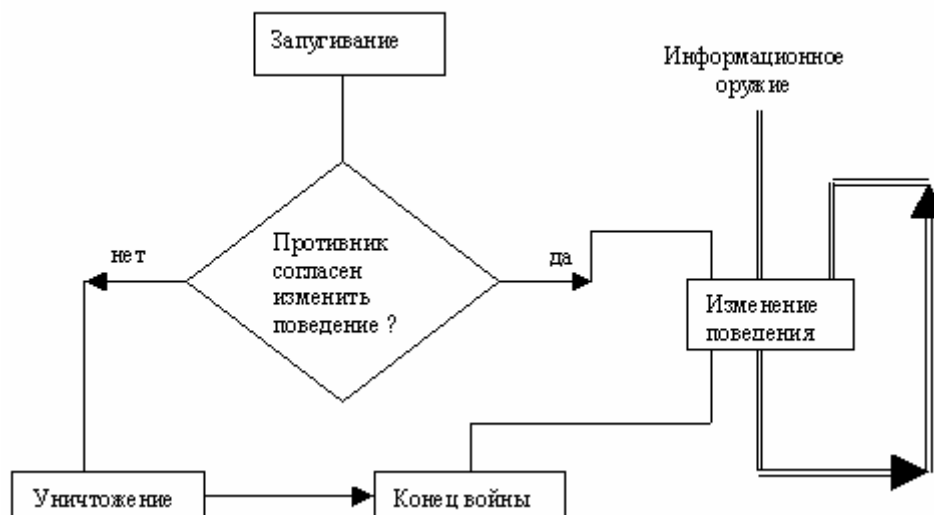 Запугивание
Информационное
оружие
нет
Противник
согласен
изменить
поведение ?
да
Изменение
поведения
Уничтожение
Конец войны